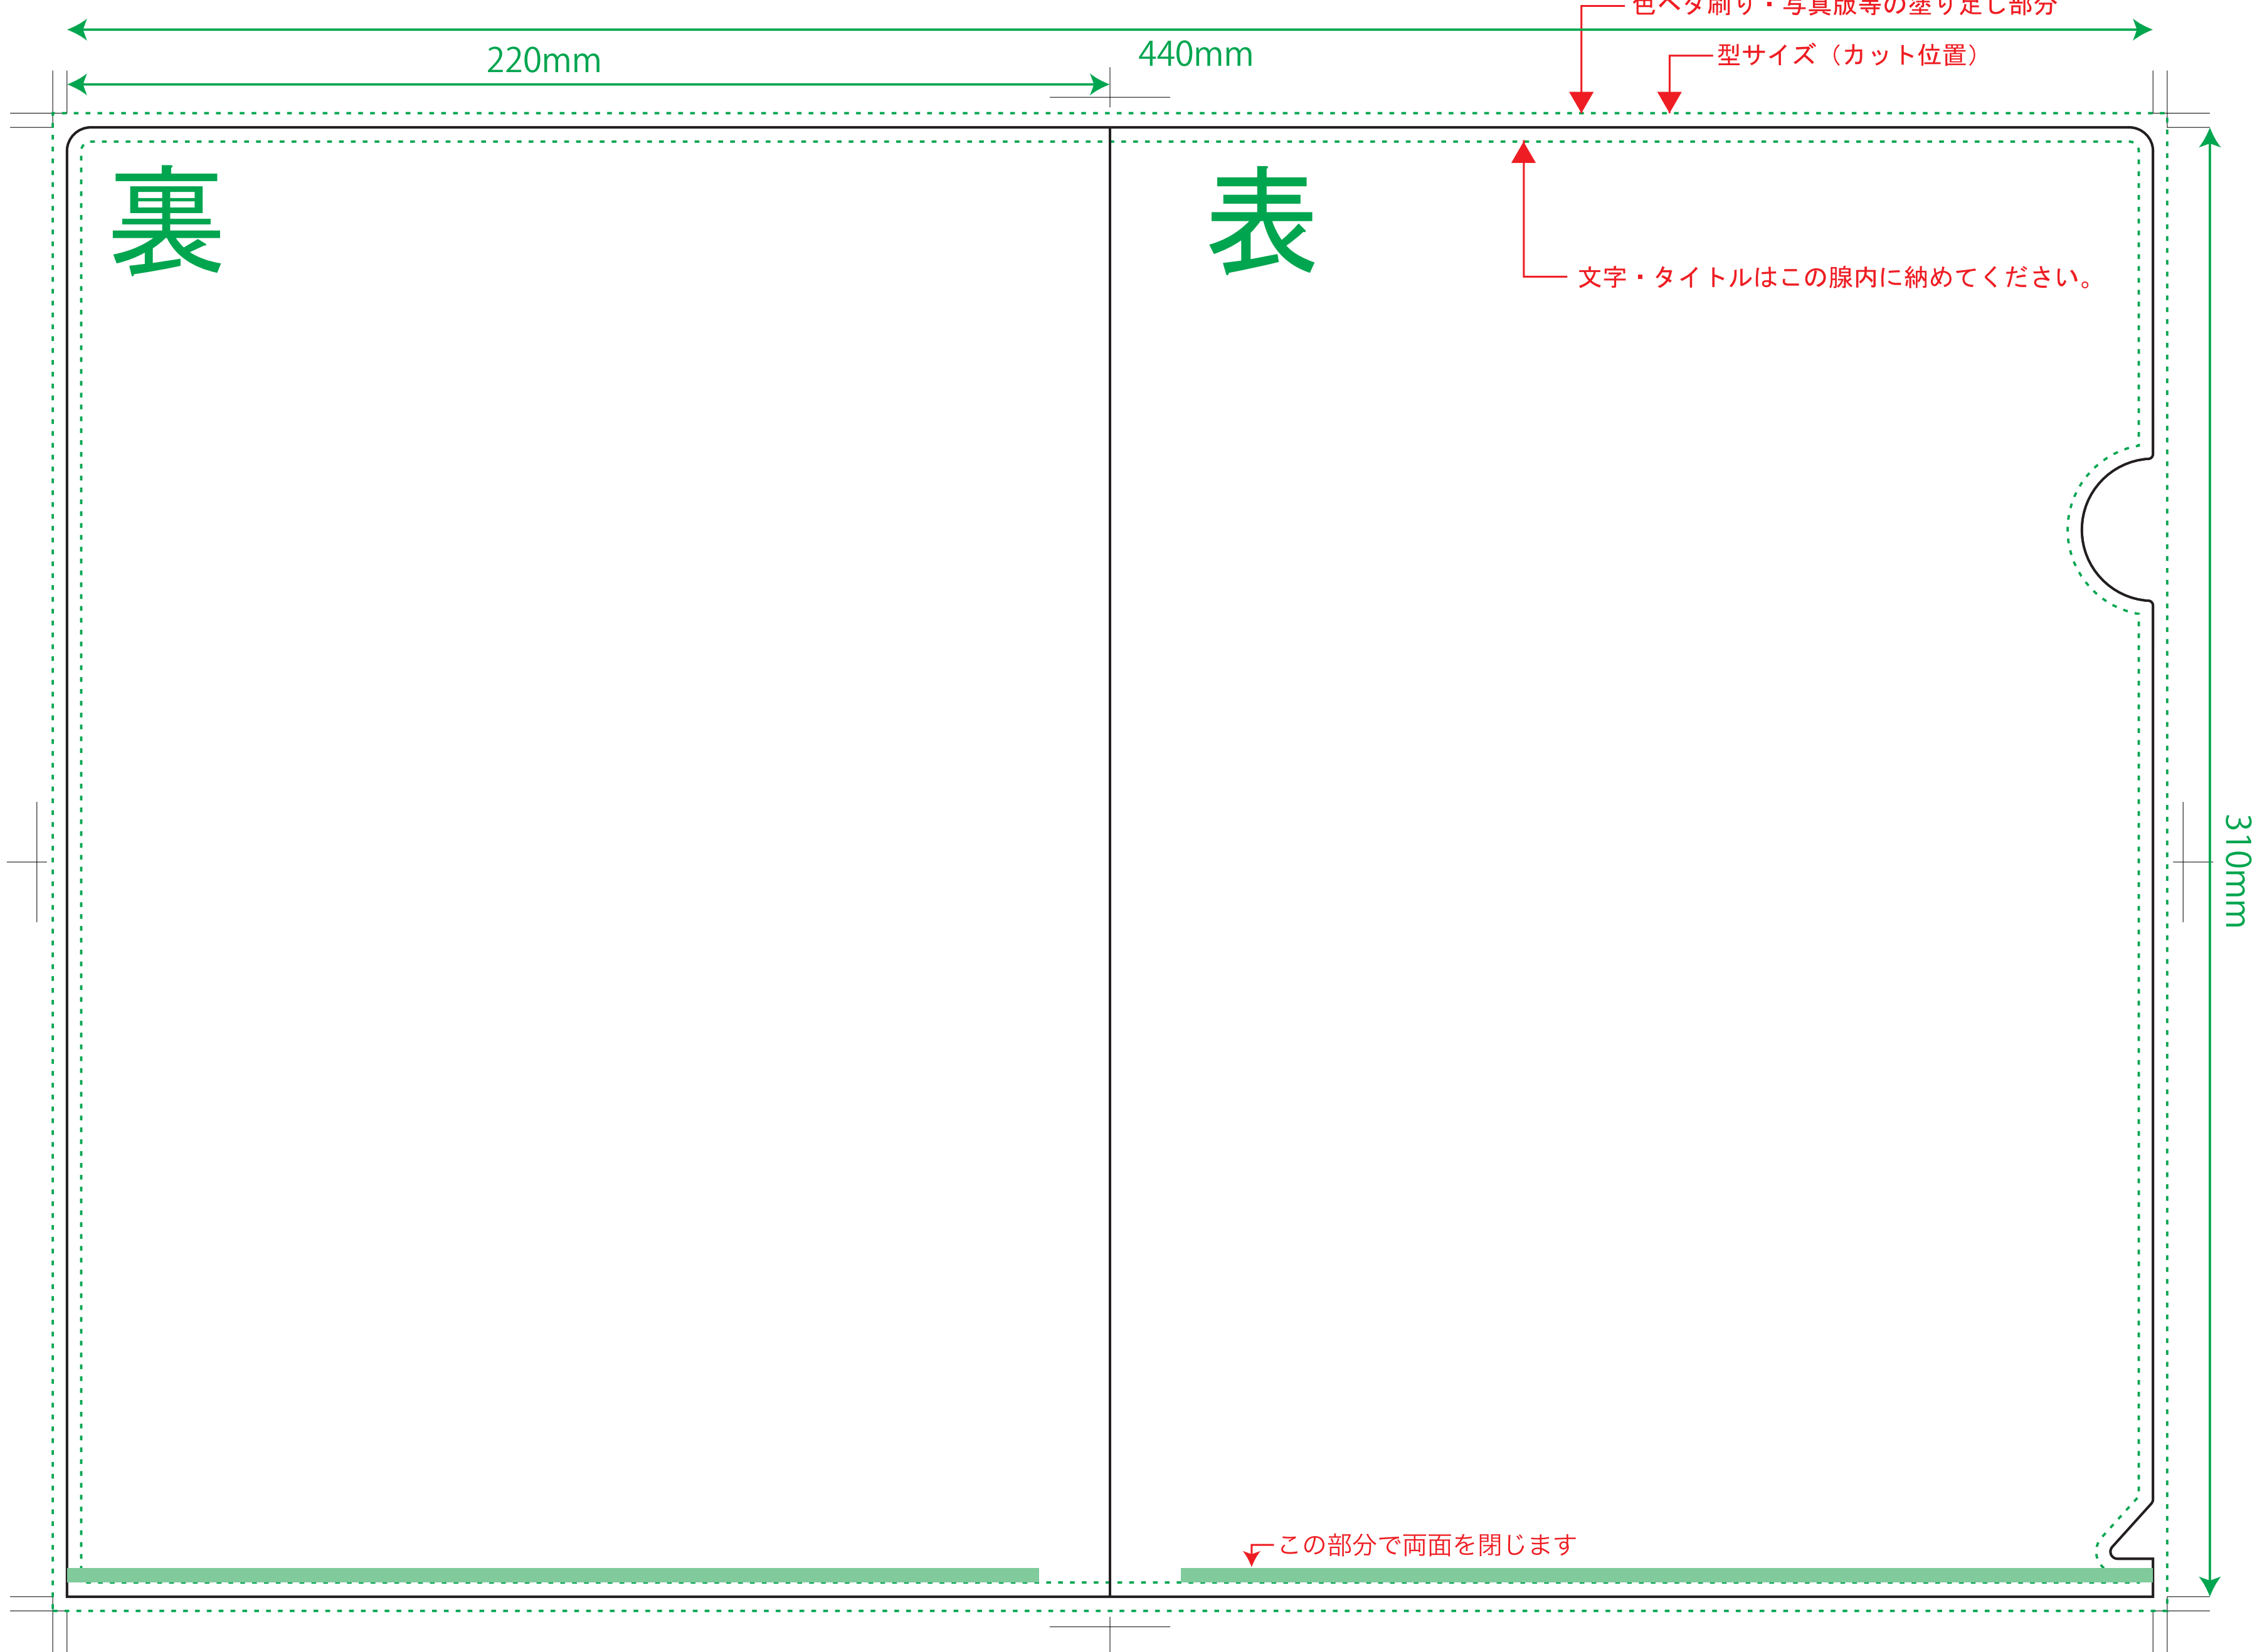 色ベタ刷り・写真版等の塗り足し部分
440mm
220mm
型サイズ（カット位置）
裏
表
文字・タイトルはこの腺内に納めてください。
310mm
この部分で両面を閉じます